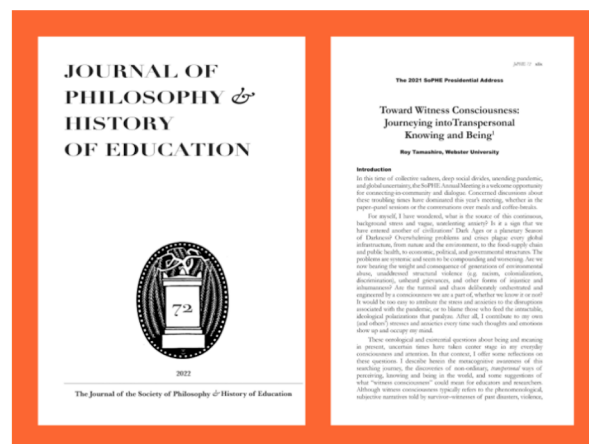 JOURNAL OF
PHILOSOPHY &
HISTORY
OF EDUCATION
72
2022
The Journal of the Society of Philosophy & History of Education
The 2021 SoPHE Presidential Address
Toward Witness Consciousness:
Journeying intoTranspersonal
Knowing and Being¹
Roy Tamashiro, Webster University
Introduction
In this time of collective sadness, deep social divides, unending pandemic,
and global uncertainty, the SoPHE Annual Meeting is a welcome opportunity
for connecting-in-community and dialogue. Concerned discussions about
these troubling times have dominated this year's meeting, whether in the
paper-panel sessions or the conversations over meals and coffee-breaks.
For myself, I have wondered, what is the source of this continuous,
background stress and vague, unrelenting anxiety? Is it a sign that we
have entered another of civilizations' Dark Ages or a planetary Season
of Darkness? Overwhelming problems and crises plague every global
infrastructure, from nature and the environment, to the food-supply chain
and public health, to economic, political, and governmental structures. The
problems are systemic and seem to be compounding and worsening. Are we
now bearing the weight and consequence of generations of environmental
abuse, unaddressed structural violence (e.g. racism, colonialization,
discrimination), unhealed grievances, and other forms of injustice and
inhumaneness? Are the turmoil and chaos deliberately orchestrated and
engineered by a consciousness we are a part of, whether we know it or not?
It would be too easy to attribute the stress and anxieties to the disruptions
associated with the pandemic, or to blame those who feed the intractable,
ideological polarizations that paralyze. After all, I contribute to my own
(and others') stresses and anxieties every time such thoughts and emotions
show up and occupy my mind.
These ontological and existential questions about being and meaning
in present, uncertain times have taken center stage in my everyday
consciousness and attention. In that context, I offer some reflections on
these questions. I describe herein the metacognitive awareness of this
searching journey, the discoveries of non-ordinary, transpersonal ways of
perceiving, knowing and being in the world, and some suggestions of
what "witness consciousness" could mean for educators and researchers.
Although witness consciousness typically refers to the phenomenological,
subjective narratives told by survivor-witnesses of past disasters, violence,